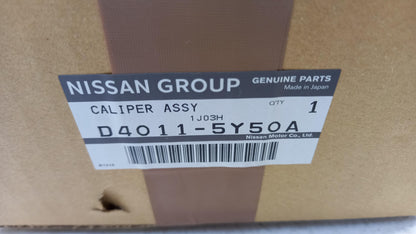 NISSAN GROUP
GENUINE PARTS
Made in Japan
CALIPER ASSY
QTY 1
1J03H
D4011-5Y50A
Nissan Motor Co., Ltd.